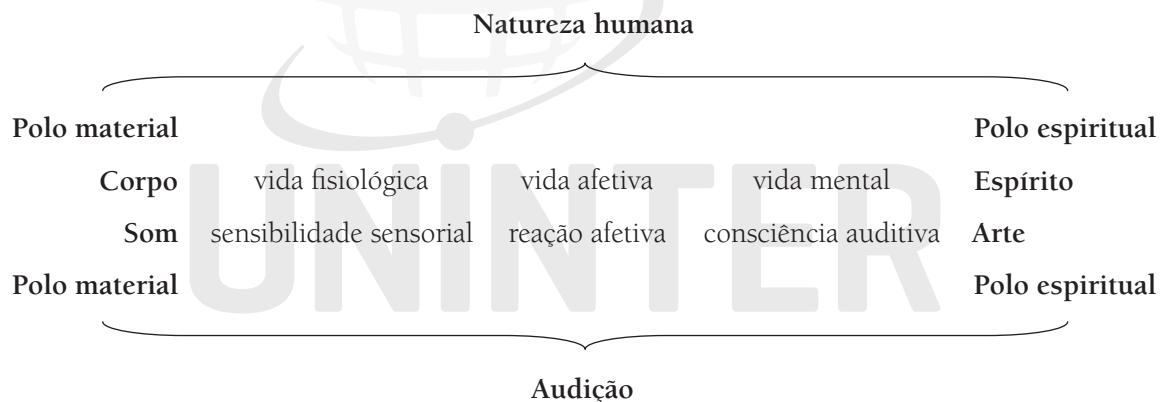 Natureza humana
Polo material Polo espiritual
Corpo vida fisiológica vida afetiva vida mental Espírito
Som sensibilidade sensorial reação afetiva consciência auditiva Arte
Polo material Polo espiritual
Audição
UNINTER